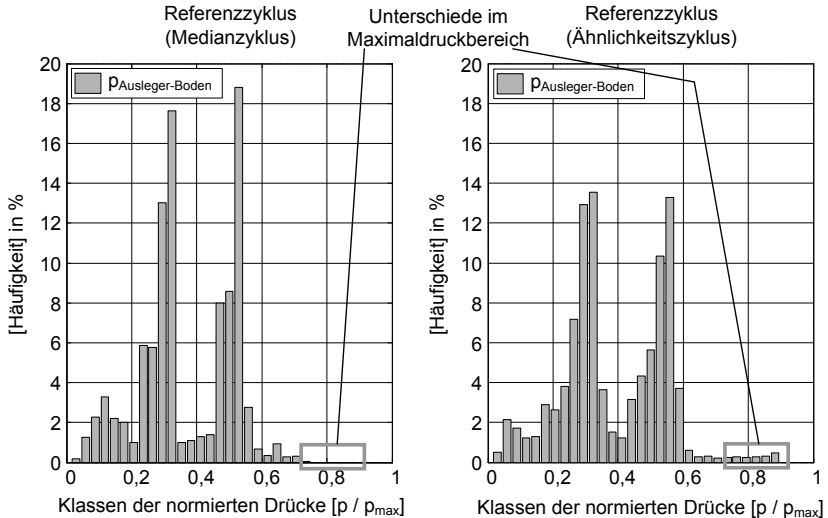 Referenzzyklus
(Medianzyklus)
Unterschiede im
Maximaldruckbereich
Referenzzyklus
(Ähnlichkeitszyklus)
[Häufigkeit] in %
20
18
16
14
12
10
8
6
4
2
0
pAusleger-Boden
0
0,2
0,4
0,6
0.8
1
Klassen der normierten Drücke [p / pmax]
[Häufigkeit] in %
20
18
16
14
12
10
8
6
4
2
0
pAusleger-Boden
0
0,2
0,4
0,6
0.8
1
Klassen der normierten Drücke [p / pmax]